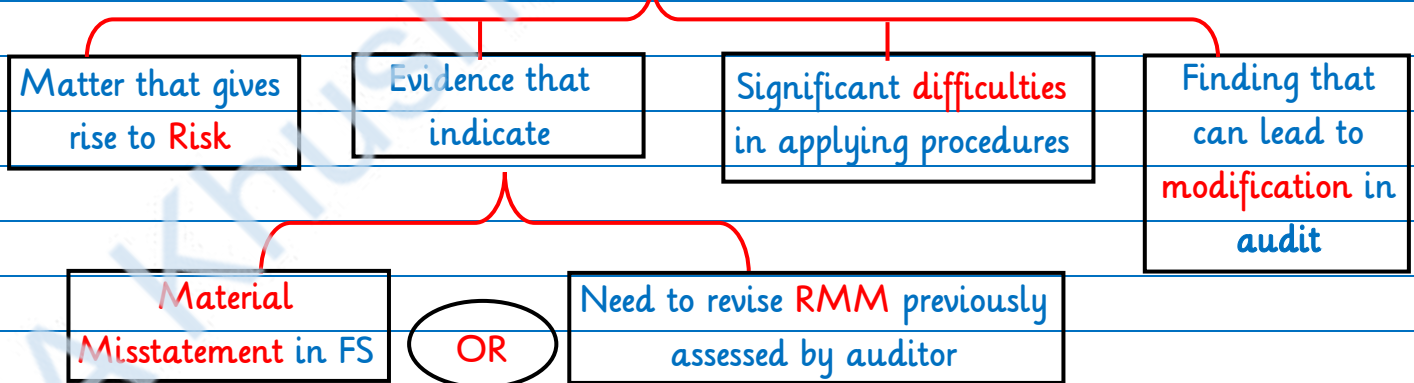 Matter that gives
rise to Risk
Evidence that
indicate
Significant difficulties
in applying procedures
Finding that
can lead to
modification in
audit
Material
Misstatement in FS
OR
Need to revise RMM previously
assessed by auditor
A Khush